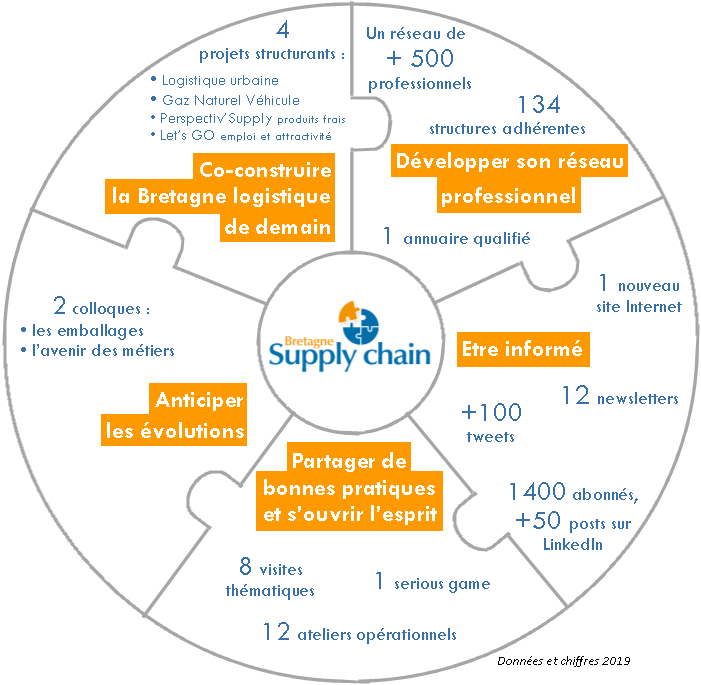 4
projets structurants :
• Logistique urbaine
• Gaz Naturel Véhicule
• Perspectiv'Supply produits frais
• Let's GO emploi et attractivité
Co-construire
la Bretagne logistique
de demain
Un réseau de
+ 500
professionnels
134
structures adhérentes
Développer son réseau
professionnel
1 annuaire qualifié
1 nouveau
site Internet
Etre informé
12 newsletters
+100
tweets
1400 abonnés,
+50 posts sur
LinkedIn
Partager de
bonnes pratiques
et s'ouvrir l'esprit
8 visites
thématiques
1 serious game
12 ateliers opérationnels
2 colloques :
• les emballages
• l'avenir des métiers
Anticiper
les évolutions
Bretagne
Supply chain
Données et chiffres 2019